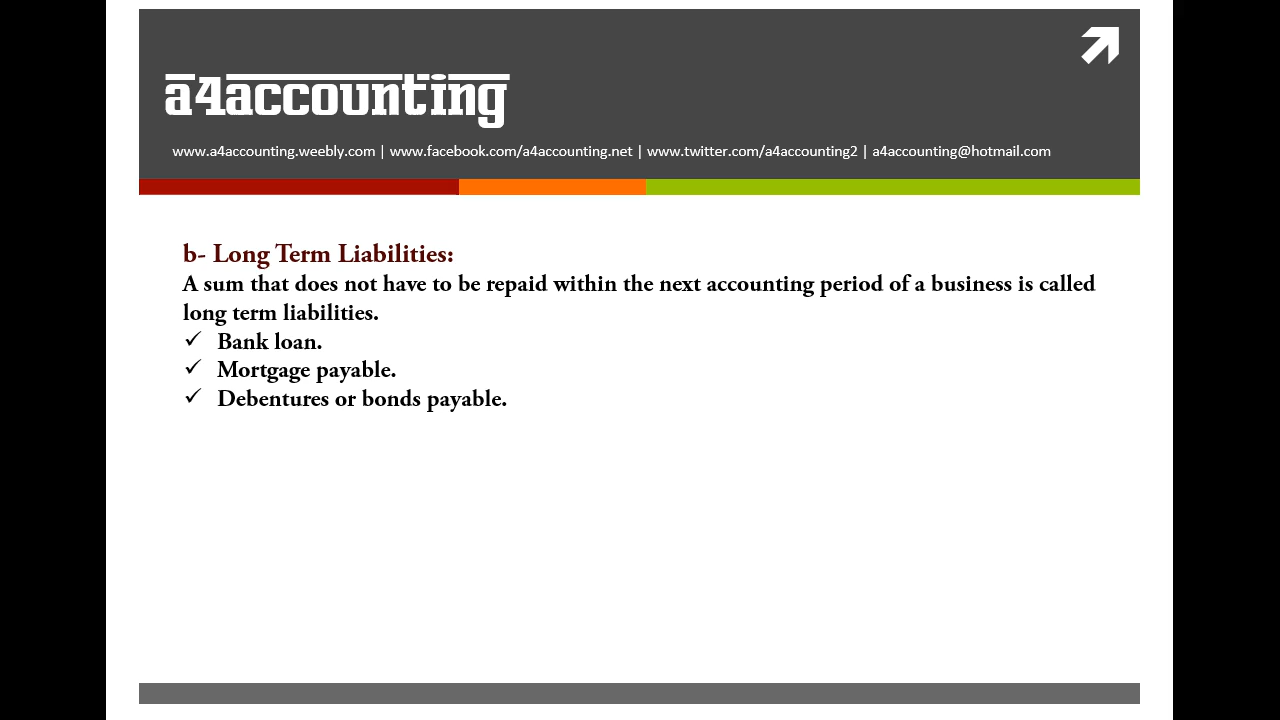 a4accounting
www.a4accounting.weebly.com | www.facebook.com/a4accounting.net | www.twitter.com/a4accounting2 | a4accounting@hotmail.com
b- Long Term Liabilities:
A sum that does not have to be repaid within the next accounting period of a business is called
long term liabilities.
✓ Bank loan.
✓ Mortgage payable.
✓ Debentures or bonds payable.